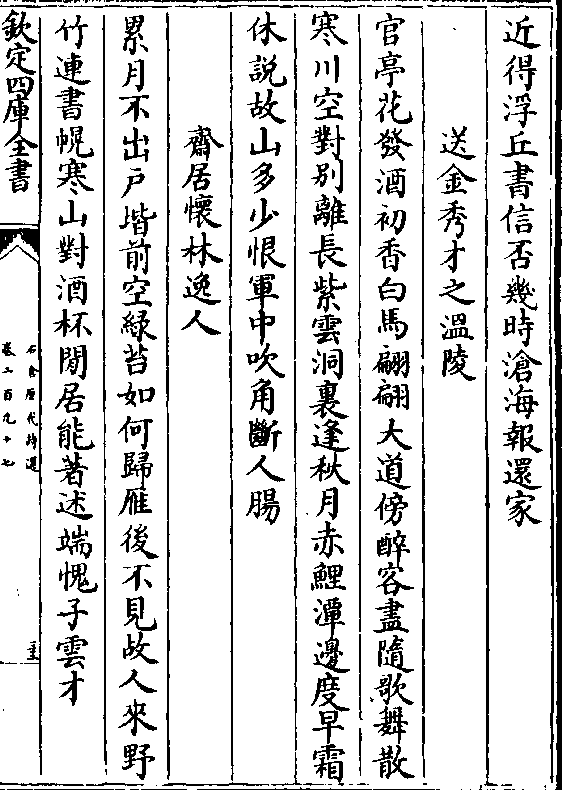 近得浮丘書信否幾時滄海報還家
送金秀才之溫陵
官亭花發酒初香白馬翩翩大道傍醉容盡隨歌舞散
寒川空對別離長紫雲洞裏逢秋月赤鯉潭邊度早霜
休説故山多少恨軍中吹角斷人腸
齋居懷林逸人
累月不出戸堦前空緑苔如何歸雁後不見故人來野
竹連書幌寒山對酒杯閒居能著述端愧子雲才
欽定四庫全書
石倉歴代詩選
卷二百九十七